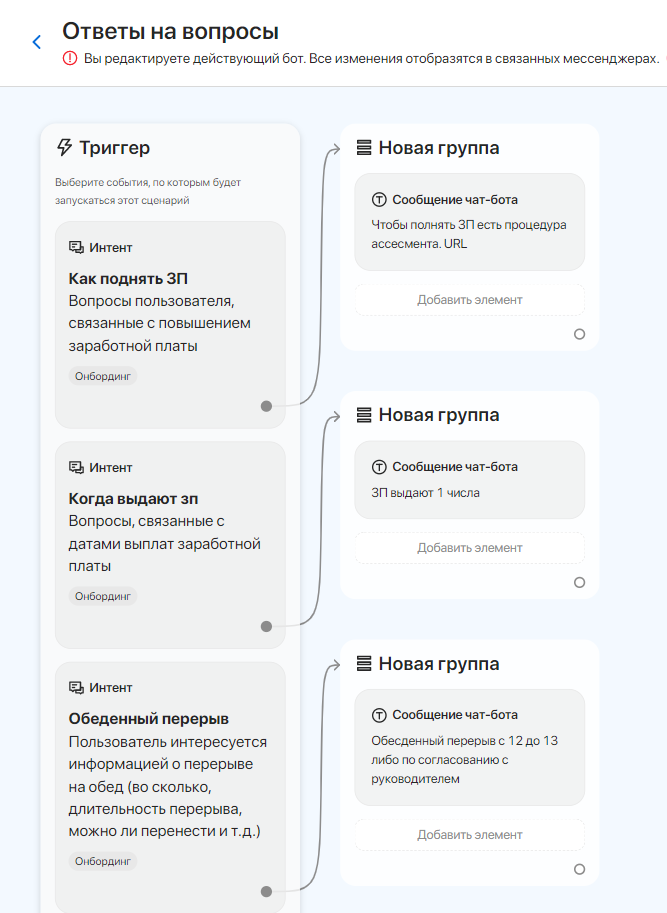 Ответы на вопросы
Вы редактируете действующий бот. Все изменения отобразятся в связанных мессенджерах.
Триггер
Выберите события, по которым будет
запускаться этот сценарий
Интент
Как поднять ЗП
Вопросы пользователя,
связанные с повышением
заработной платы
Онбординг
Интент
Когда выдают зп
Вопросы, связанные с
датами выплат заработной
платы
Онбординг
Интент
Обеденный перерыв
Пользователь интересуется
информацией о перерыве
на обед (во сколько,
длительность перерыва,
можно ли перенести и т.д.)
Онбординг
Новая группа
Сообщение чат-бота
Чтобы полнять ЗП есть процедура
ассесмента. URL
Добавить элемент
Новая группа
Сообщение чат-бота
ЗП выдают 1 числа
Добавить элемент
Новая группа
Сообщение чат-бота
Обесденный перерыв с 12 до 13
либо по согласованию с
руководителем
Добавить элемент